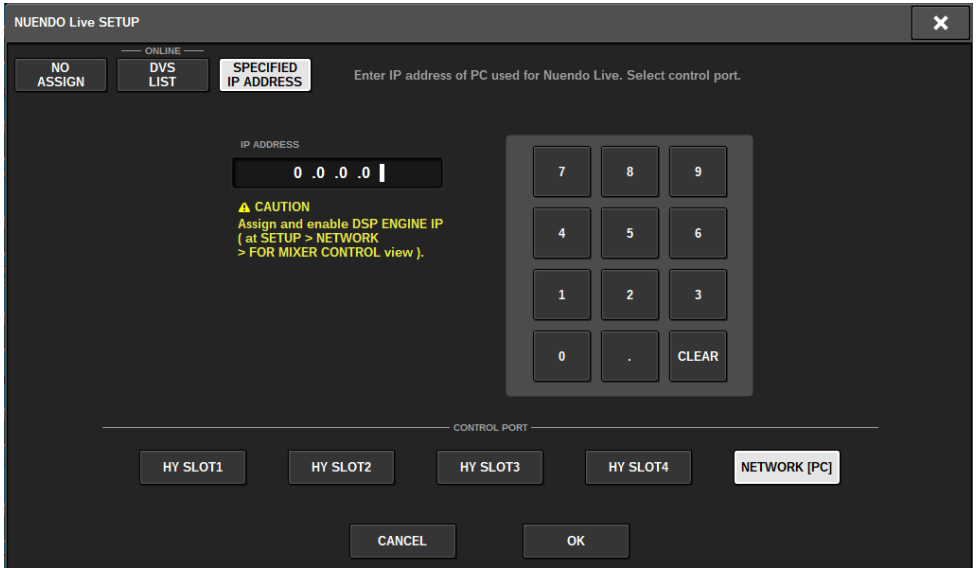 NUENDO Live SETUP
ONLINE
NO
ASSIGN
DVS
LIST
SPECIFIED
IP ADDRESS
Enter IP address of PC used for Nuendo Live. Select control port.
IP ADDRESS
0 .0 .0 .0
CAUTION
Assign and enable DSP ENGINE IP
( at SETUP > NETWORK
> FOR MIXER CONTROL view ).
7 8 9
4 5 6
1 2 3
0 . CLEAR
CONTROL PORT
HY SLOT1 HY SLOT2 HY SLOT3 HY SLOT4 NETWORK [PC]
CANCEL OK